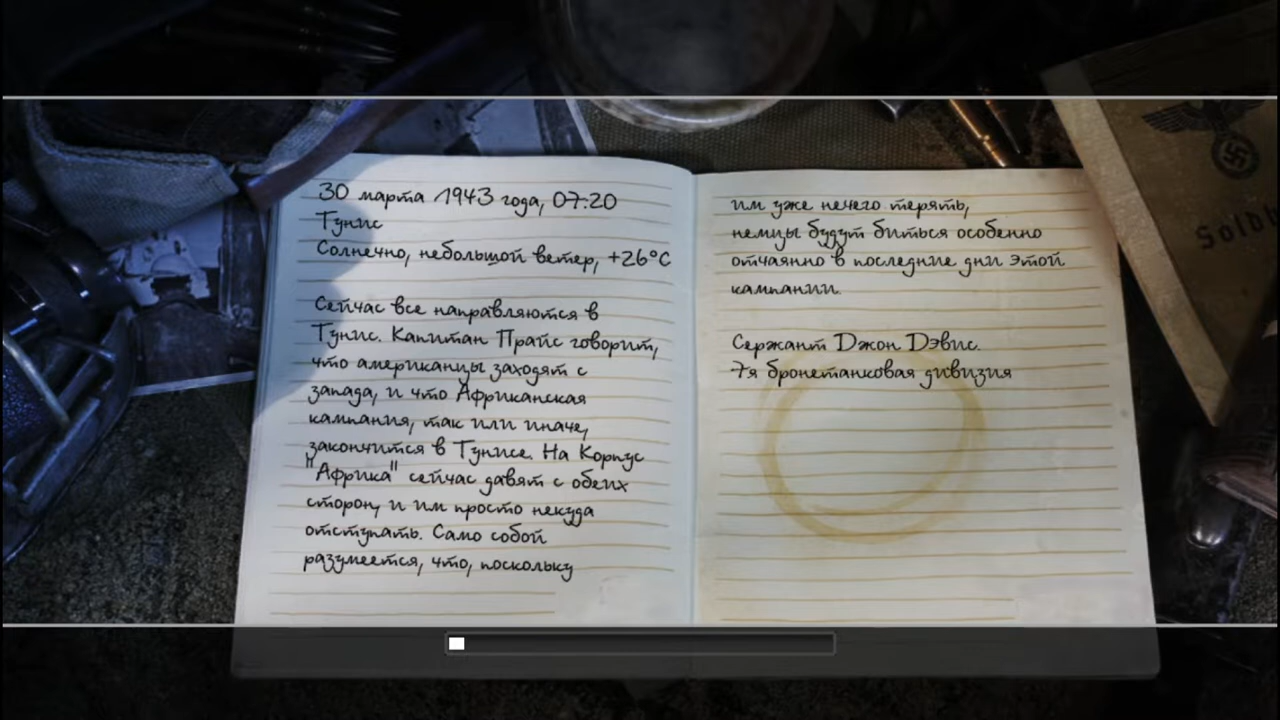 30 марта 1943 года, 07:20
Тунис
Солнечно, небольшой ветер, +26°С
Сейчас все направляются в
Тунис. Капитан Прайс говорит,
что американцы заходят с
запада, и что Африканская
кампания, так или иначе,
закончится в Тунисе. На Корпус
"Африка" сейчас давят с обеих
сторон, и им просто некуда
отступать. Само собой
разумеется, что, поскольку
им уже нечего терять,
немцы будут биться особенно
отчаянно в последние дни этой
кампании.
Сержант Джон Дэвис.
7я бронетанковая дивизия